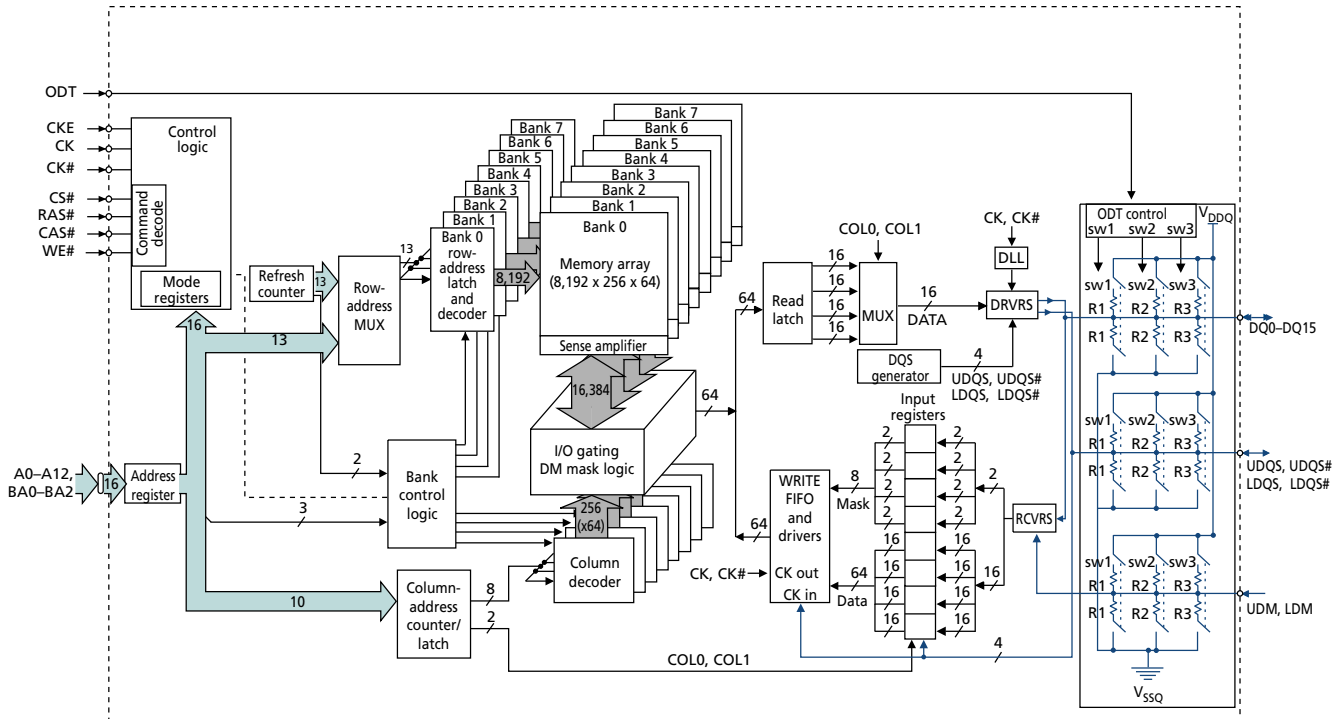 ODT
CKE
CK
CK#
CS#
RAS#
CAS#
WE#
Control
logic
Command
decode
Mode
registers
16
Refresh
counter
13
13
Row-
address
MUX
13
Bank 7
Bank 6
Bank 5
Bank 4
Bank 3
Bank 2
Bank 1
Bank 0
row-
address
latch
and
decoder
8,192
Bank 7
Bank 6
Bank 5
Bank 4
Bank 3
Bank 2
Bank 1
Bank 0
Memory array
(8,192 x 256 x 64)
Sense amplifier
16,384
I/O gating
DM mask logic
256
(x64)
Column
decoder
A0–A12,
BA0–BA2
16
Address
register
2
3
Bank
control
logic
10
Column-
address
counter/
latch
8
2
COL0, COL1
64
64
64
Read
latch
16
16
16
16
COL0, COL1
MUX
16
DATA
CK, CK#
DLL
DRVRS
DQS
generator
4
UDQS, UDQS#
LDQS, LDQS#
Input
registers
2
2
2
2
2
2
2
2
16
16
16
16
16
16
16
16
8
Mask
64
Data
WRITE
FIFO
and
drivers
CK out
CK in
CK, CK#
2
16
RCVRS
4
ODT control
sw1 sw2 sw3
VDDQ
sw1 sw2 sw3
R1 R2 R3
R1 R2 R3
DQ0–DQ15
sw1 sw2 sw3
R1 R2 R3
R1 R2 R3
UDQS, UDQS#
LDQS, LDQS#
sw1 sw2 sw3
R1 R2 R3
R1 R2 R3
UDM, LDM
VSSQ